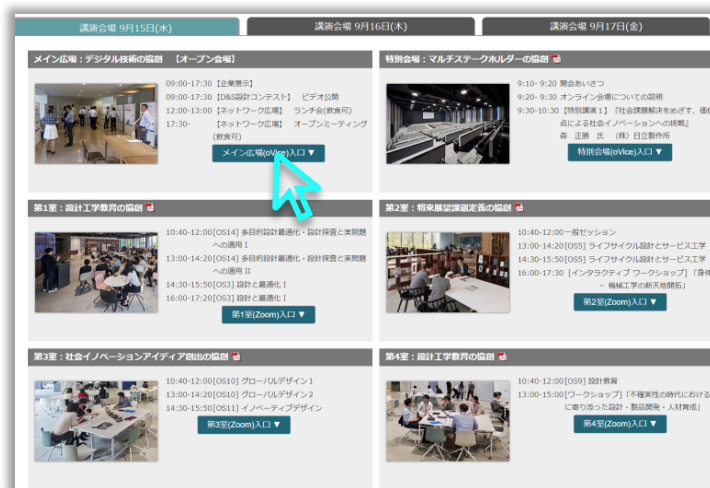 講演会場 9月15日(水)
講演会場 9月16日(木)
講演会場 9月17日(金)
メイン広場：デジタル技術の協創 【オープン会場】
09:00-17:30 【企業展示】
09:00-17:30 【D&S設計コンテスト】 ビデオ公開
12:00-13:00 【ネットワーク広場】 ランチ会(飲食可)
17:30- 【ネットワーク広場】 オープンミーティング
(飲食可)
メイン広場(oVice)入口 ▼
特別会場：マルチステークホルダーの協創
9:10- 9:20 開会あいさつ
9:20- 9:30 オンライン会場についての説明
9:30-10:30 【特別講演１】『社会課題解決をめざす、価値
点による社会イノベーションへの挑戦』
森 正勝 氏 (株) 日立製作所
特別会場(oVice)入口 ▼
第1室：設計工学教育の協創
10:40-12:00[OS14] 多目的設計最適化・設計探査と実問題
への適用 I
13:00-14:20[OS14] 多目的設計最適化・設計探査と実問題
への適用 II
14:30-15:50[OS3] 設計と最適化 I
16:00-17:20[OS3] 設計と最適化 I
第1室(Zoom)入口 ▼
第2室：将来展望課題定義の協創
10:40-12:00一般セッション
13:00-14:20[OS5] ライフサイクル設計とサービス工学
14:30-15:50[OS5] ライフサイクル設計とサービス工学
16:00-17:30 [インタラクティブ ワークショップ] 「身体
－ 機械工学の新天地開拓」
第2室(Zoom)入口 ▼
第3室：社会イノベーションアイディア創出の協創
10:40-12:00[OS10] グローバルデザイン1
13:00-14:20[OS10] グローバルデザイン2
14:30-15:50[OS11] イノベーティブデザイン
第3室(Zoom)入口 ▼
第4室：設計工学教育の協創
10:40-12:00[OS9] 設計教育
13:00-15:00[ワークショップ]「不確実性の時代における
に寄り添った設計・製品開発・人材育成」
第4室(Zoom)入口 ▼